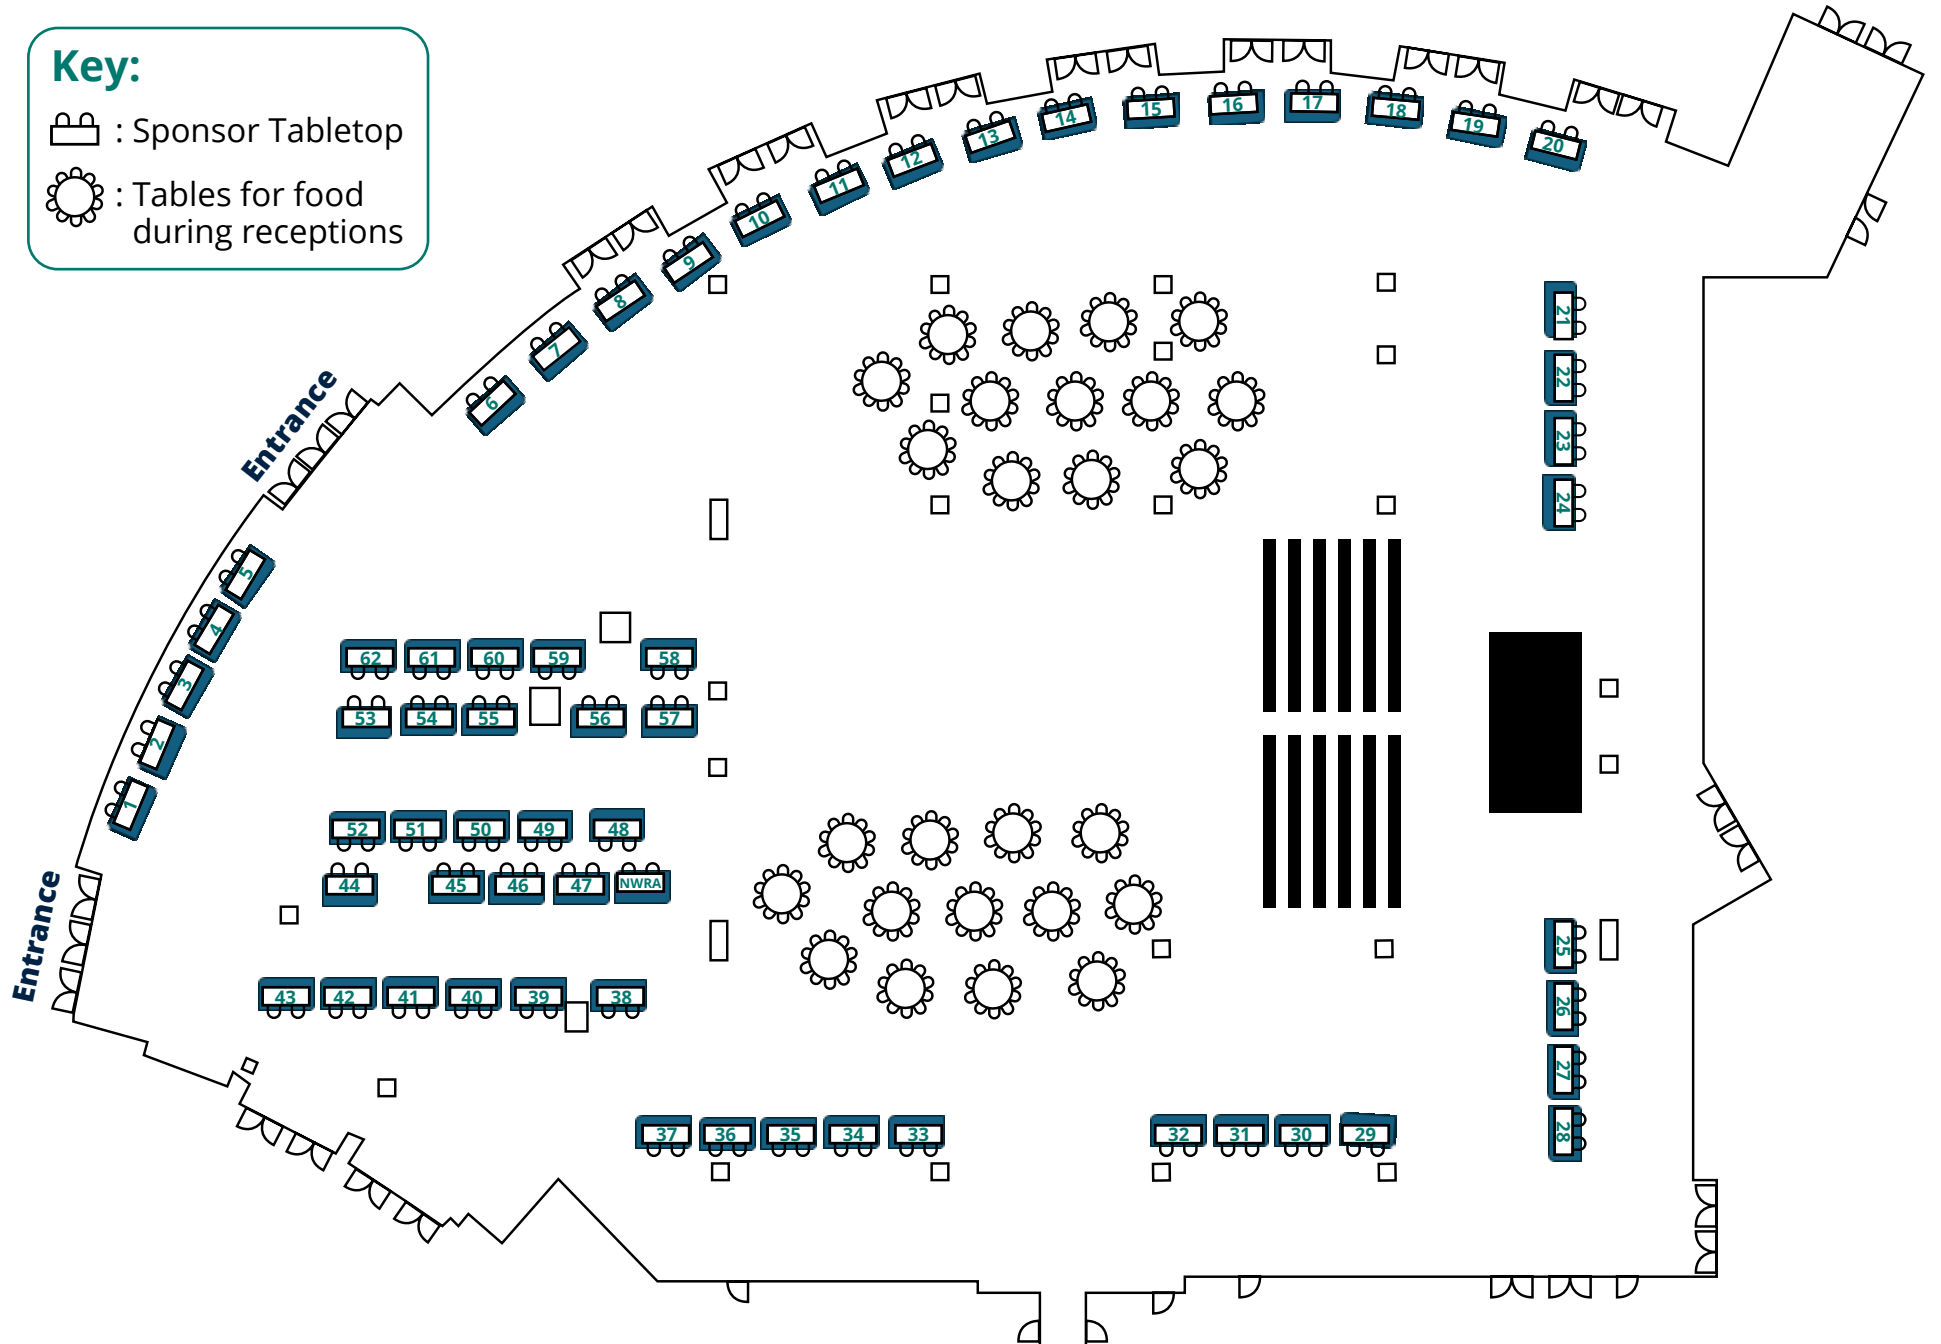 Key:
: Sponsor Tabletop
: Tables for food
during receptions
Entrance
Entrance
1
2
3
4
5
6
7
8
9
10
11
12
13
14
15
16
17
18
19
20
21
22
23
24
62 61 60 59 58
53 54 55 56 57
52 51 50 49 48
44 45 46 47 NWRA
43 42 41 40 39 38
25
26
27
28
37 36 35 34 33 32 31 30 29